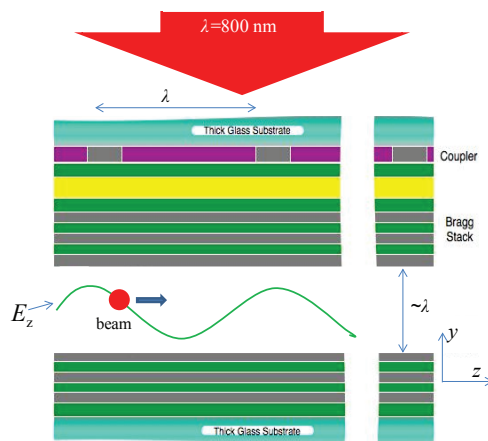 λ=800 nm
λ
Thick Glass Substrate
Coupler
Bragg
Stack
E_z
beam
~λ
y
z
Thick Glass Substrate